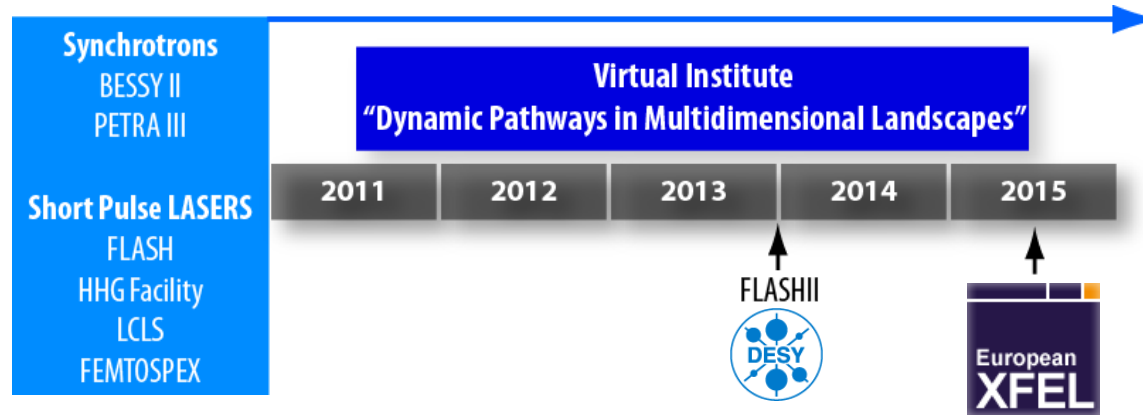 Synchrotrons
BESSY II
PETRA III
Short Pulse LASERS
FLASH
HHG Facility
LCLS
FEMTOSPEX
Virtual Institute
“Dynamic Pathways in Multidimensional Landscapes”
2011
2012
2013
2014
2015
FLASHII
DESY
European
XFEL